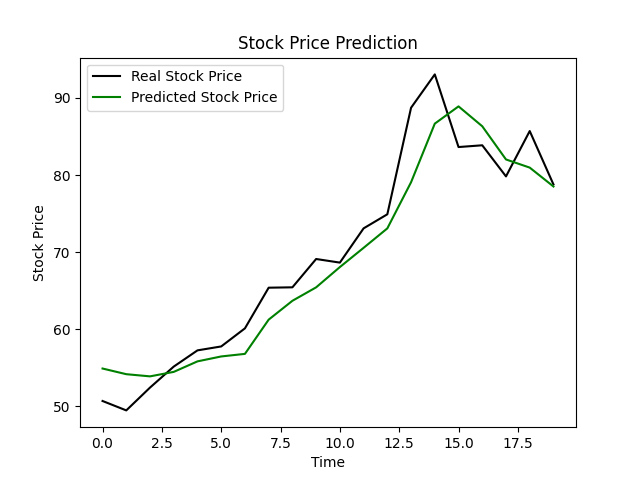 Stock Price Prediction
Real Stock Price
Predicted Stock Price
90
80
70
60
50
Stock Price
0.0 2.5 5.0 7.5 10.0 12.5 15.0 17.5
Time